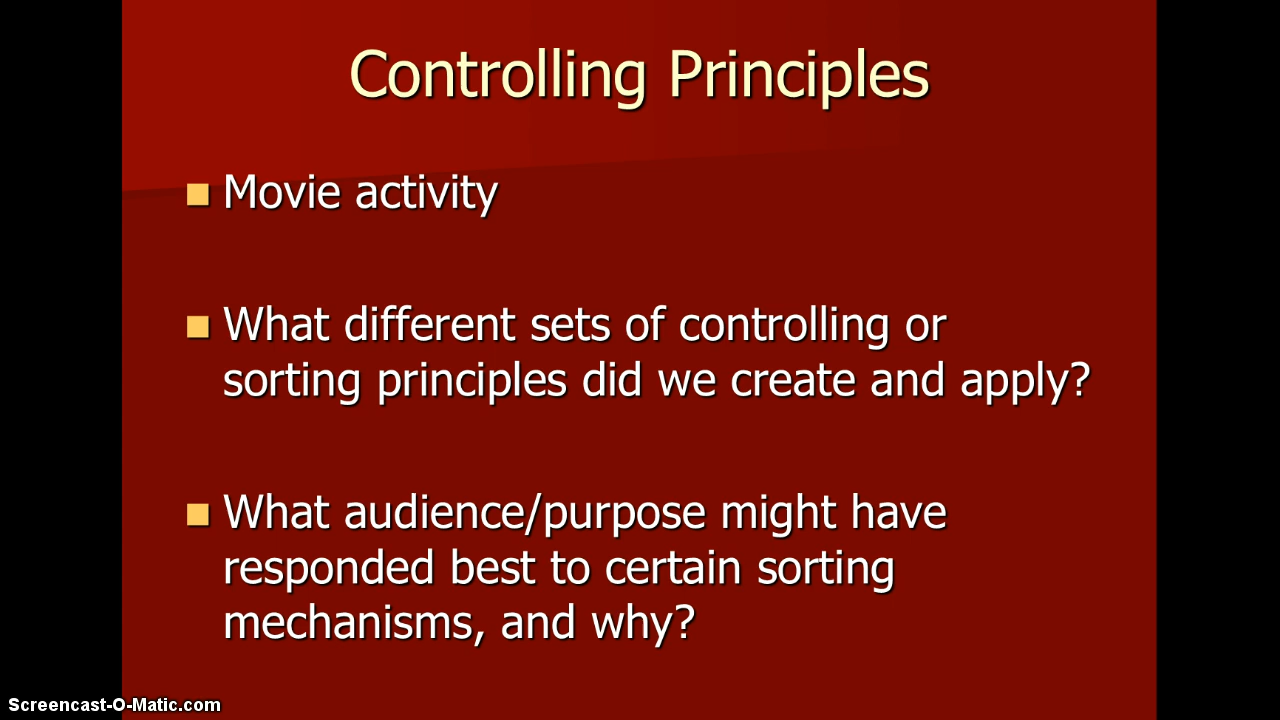 Controlling Principles
Movie activity
What different sets of controlling or
sorting principles did we create and apply?
What audience/purpose might have
responded best to certain sorting
mechanisms, and why?
Screencast-O-Matic.com